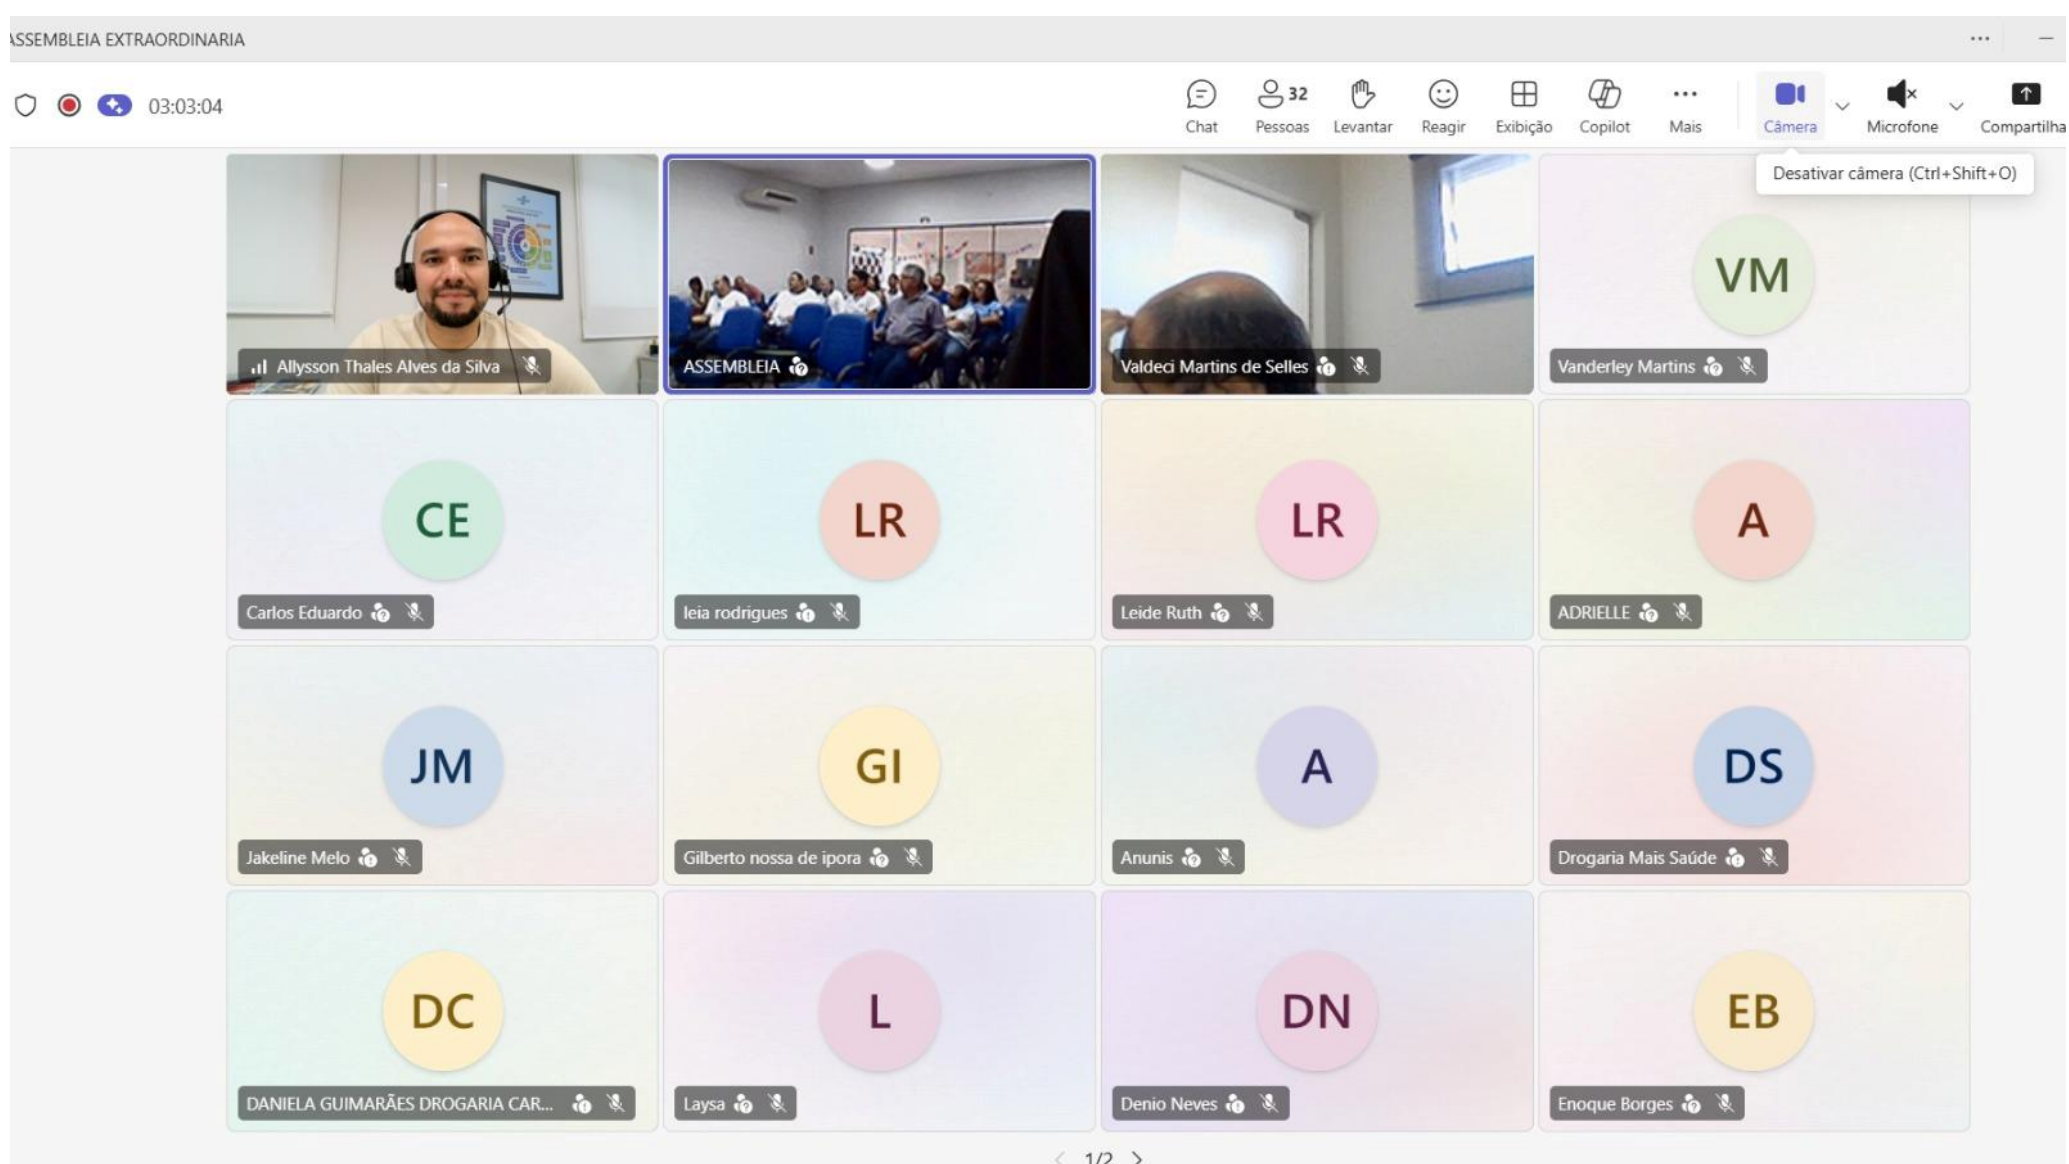 ASSEMBLEIA EXTRAORDINARIA
03:03:04
32
Chat
Pessoas
Levantar
Reagir
Exibição
Copilot
Mais
Câmera
Microfone
Compartilha
Desativar câmera (Ctrl+Shift+O)
Allysson Thales Alves da Silva
ASSEMBLEIA
Valdeci Martins de Selles
VM
Vanderley Martins
CE
Carlos Eduardo
LR
leia rodrigues
LR
Leide Ruth
A
ADRIELLE
JM
Jakeline Melo
GI
Gilberto nossa de ipora
A
Anunis
DS
Drogaria Mais Saúde
DC
DANIELA GUIMARÃES DROGARIA CAR...
L
Laysa
DN
Denio Neves
EB
Enoque Borges
1/2